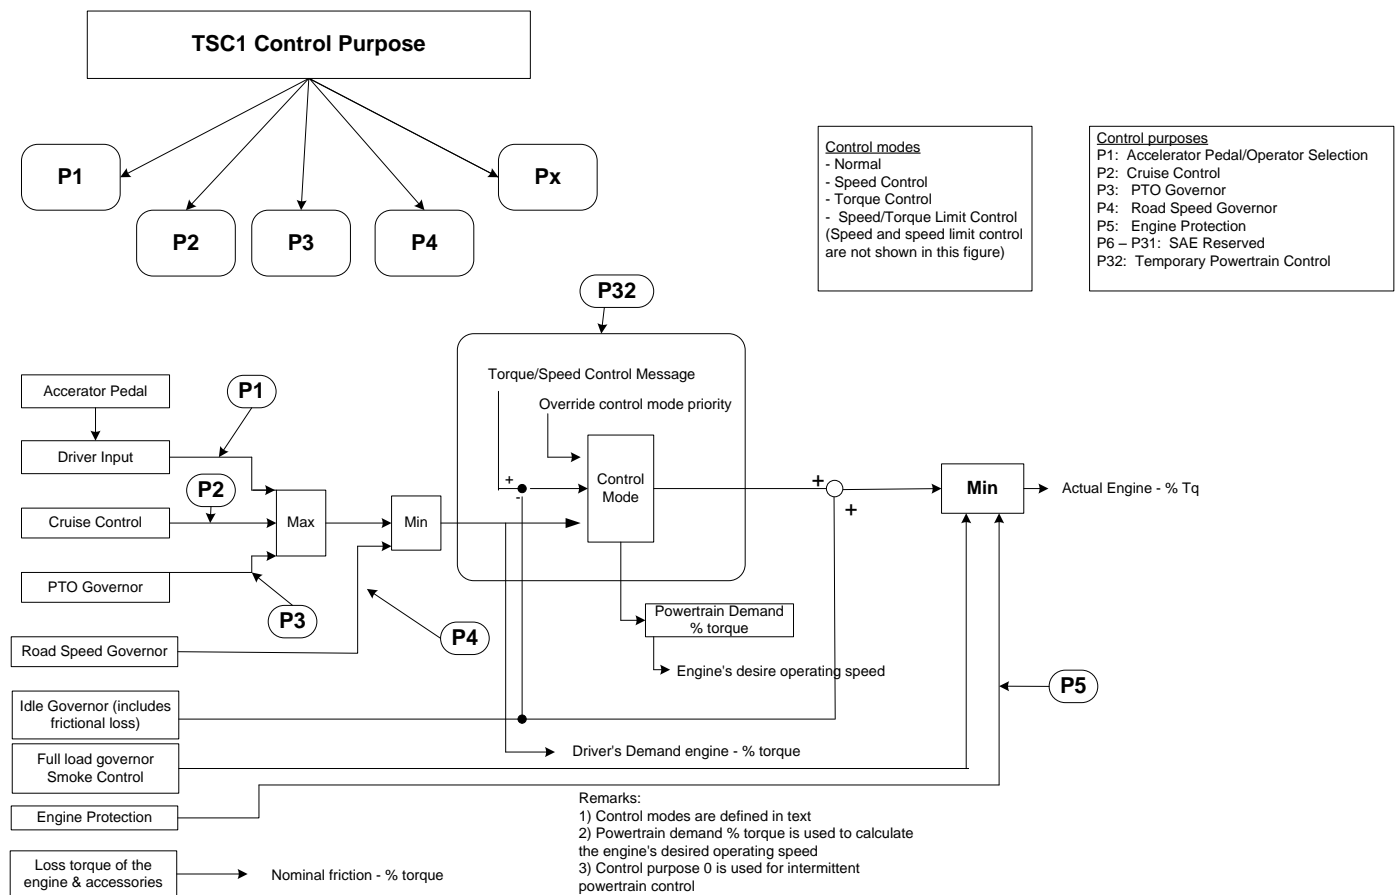 TSC1 Control Purpose
P1
P2
P3
P4
Px
Control modes
- Normal
- Speed Control
- Torque Control
- Speed/Torque Limit Control
(Speed and speed limit control
are not shown in this figure)
Control purposes
P1: Accelerator Pedal/Operator Selection
P2: Cruise Control
P3: PTO Governor
P4: Road Speed Governor
P5: Engine Protection
P6 – P31: SAE Reserved
P32: Temporary Powertrain Control
P32
Torque/Speed Control Message
Override control mode priority
Accerator Pedal
P1
Driver Input
P2
Cruise Control
Max
Min
PTO Governor
P3
P4
Road Speed Governor
+
-
Control
Mode
+
+
Min
Actual Engine - % Tq
Powertrain Demand
% torque
Engine's desire operating speed
P5
Idle Governor (includes
frictional loss)
Driver's Demand engine - % torque
Full load governor
Smoke Control
Engine Protection
Loss torque of the
engine & accessories
Nominal friction - % torque
Remarks:
1) Control modes are defined in text
2) Powertrain demand % torque is used to calculate
the engine's desired operating speed
3) Control purpose 0 is used for intermittent
powertrain control